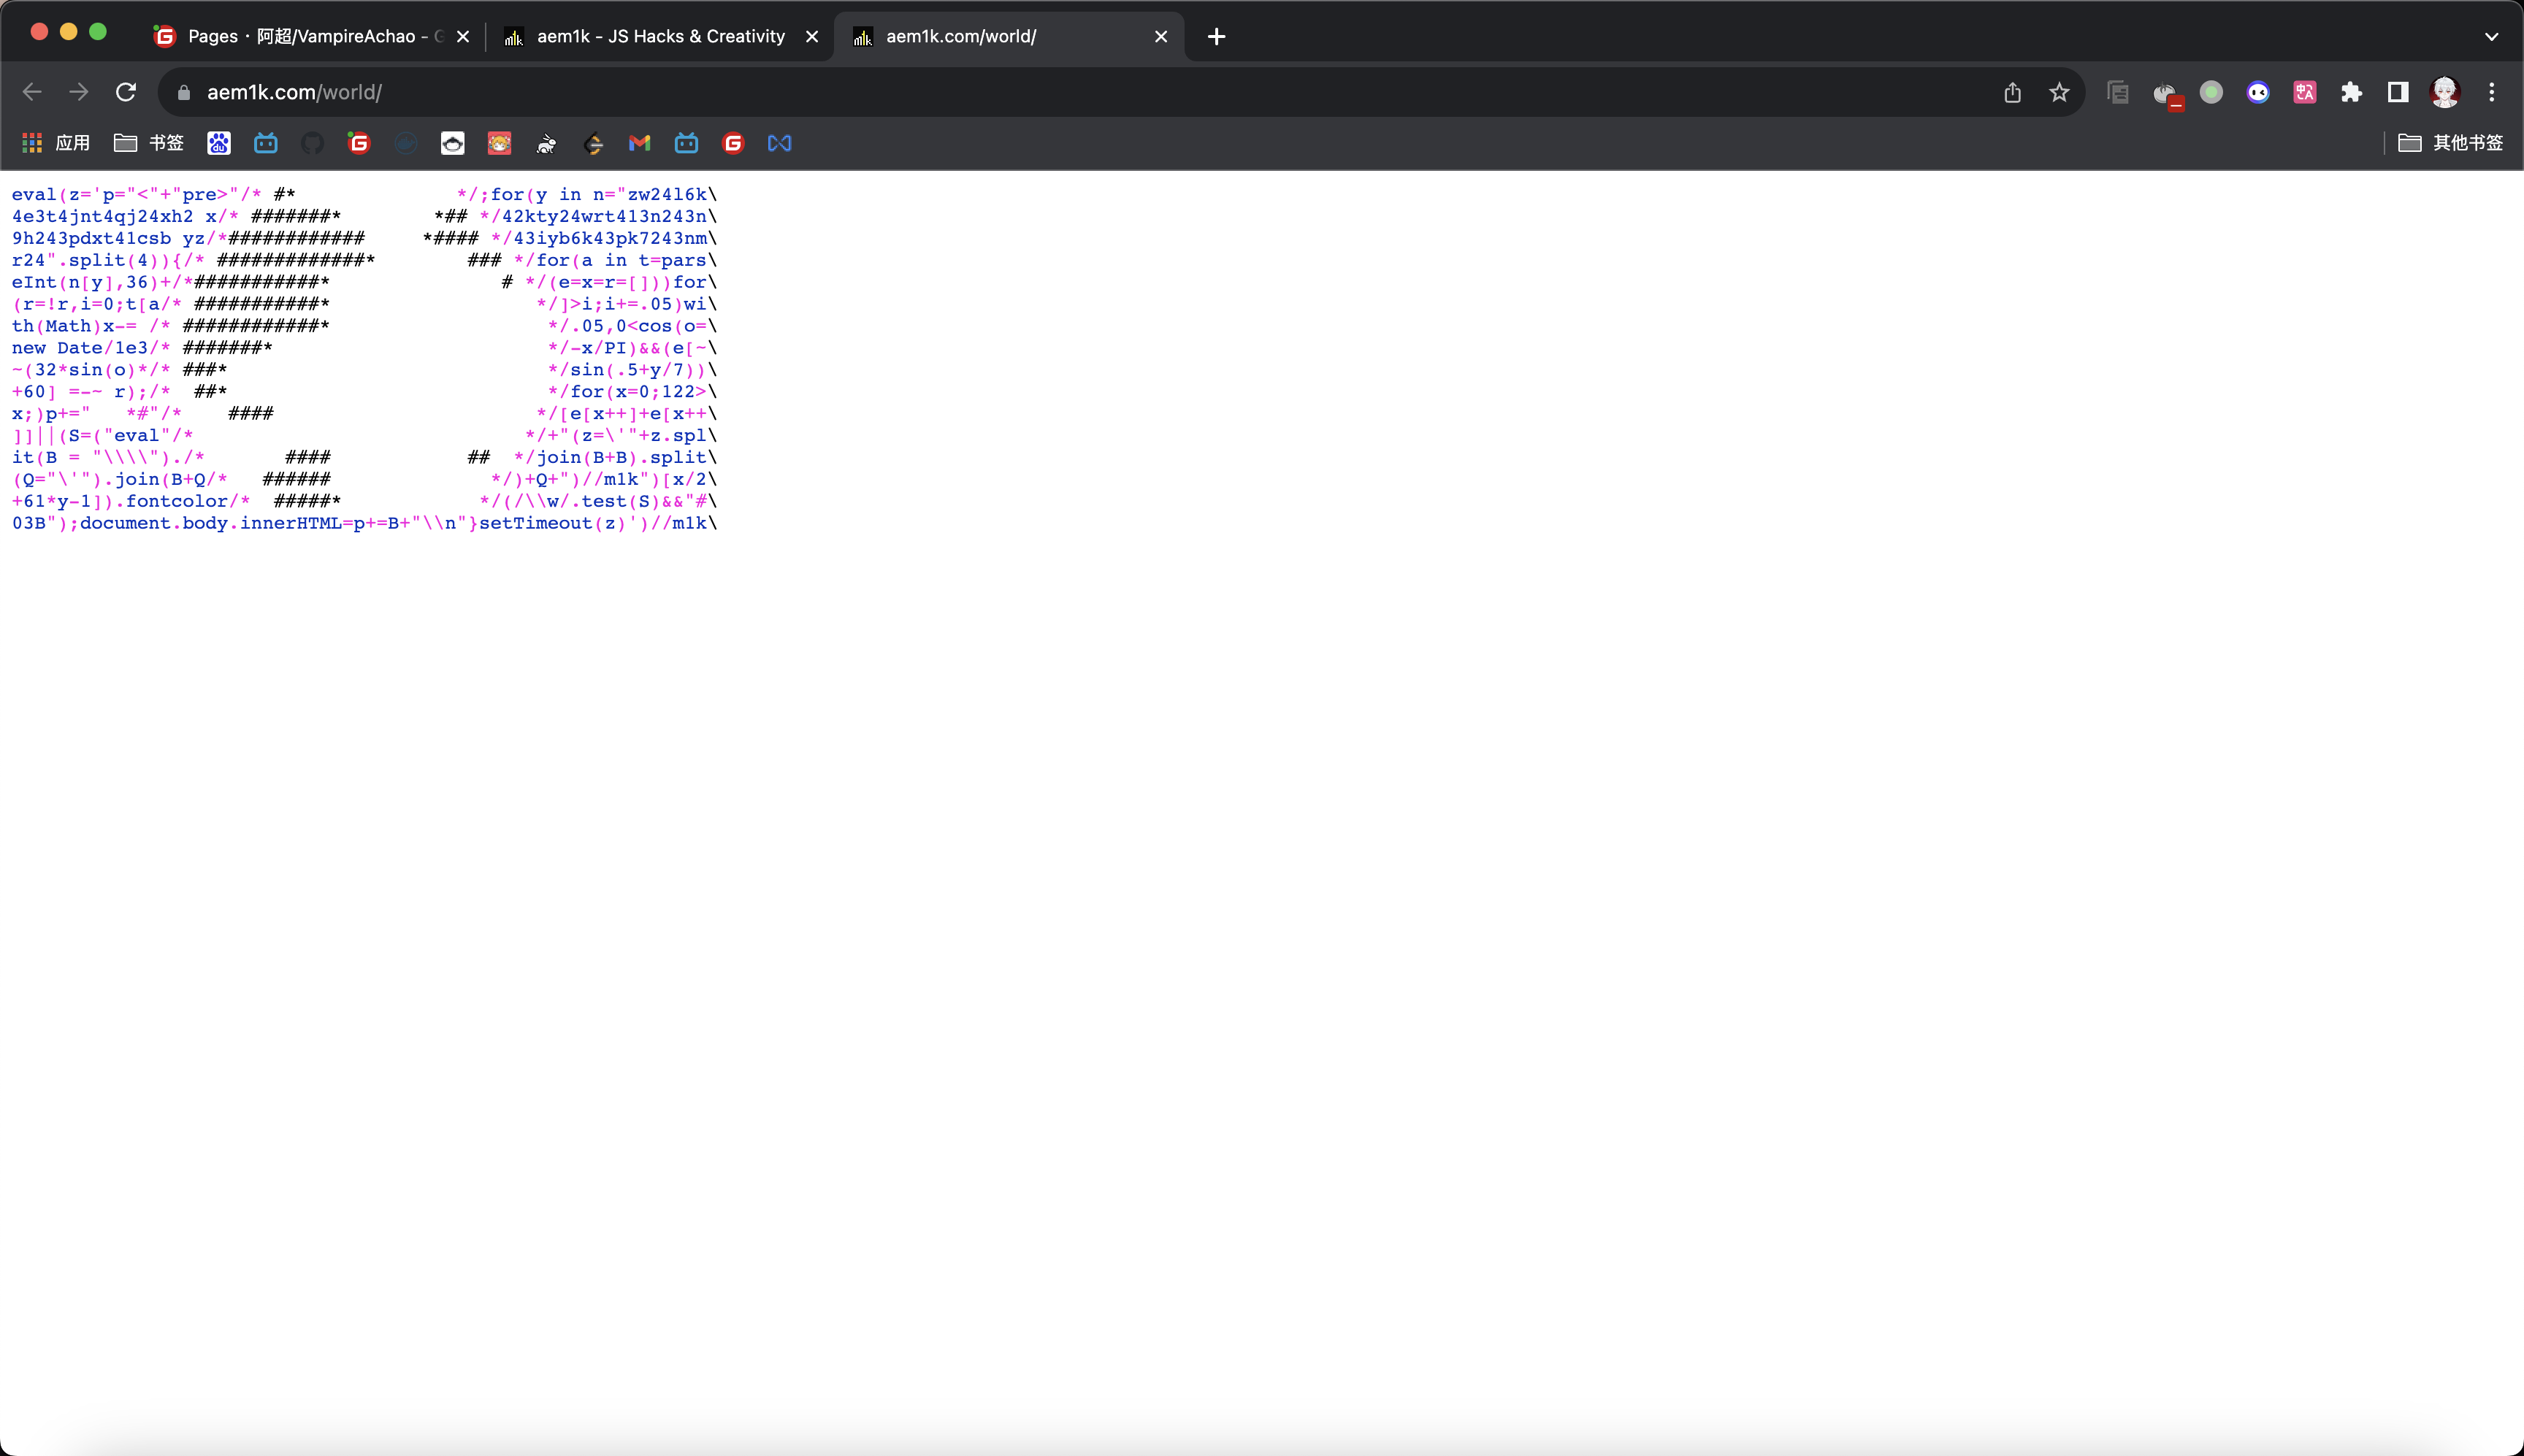 Pages · 阿超/VampireAchao - G
aem1k - JS Hacks & Creativity
aem1k.com/world/
aem1k.com/world/
应用
书签
其他书签
eval(z='p="<"+"pre>"/* #*              */;for(y in n="zw24l6k\
4e3t4jnt4qj24xh2 x/* #######*        *## */42kty24wrt413n243n\
9h243pdxt41csb yz/*############     *#### */43iyb6k43pk7243nm\
r24".split(4)){/* #############*        ### */for(a in t=pars\
eInt(n[y],36)+/*###########*               # */(e=x=r=[]))for\
(r=!r,i=0;t[a/* ###########*                  */]>i;i+=.05)wi\
th(Math)x-= /* ############*                   */.05,0<cos(o=\
new Date/1e3/* #######*                        */-x/PI)&&(e[~\
~(32*sin(o)*/* ###*                            */sin(.5+y/7))\
+60] =-~ r);/*  ##*                            */for(x=0;122>\
x;)p+="   *#"/*    ####                       */[e[x++]+e[x++\
]]||(S=("eval"/*                             */+"(z=\'"+z.spl\
it(B = "\\\\")./*       ####            ##  */join(B+B).split\
(Q="\'").join(B+Q/*   ######              */)+Q+")//m1k")[x/2\
+61*y-1]).fontcolor/*  #####*            */(/\\w/.test(S)&&"#\
03B");document.body.innerHTML=p+=B+"\\n"}setTimeout(z)')//m1k\